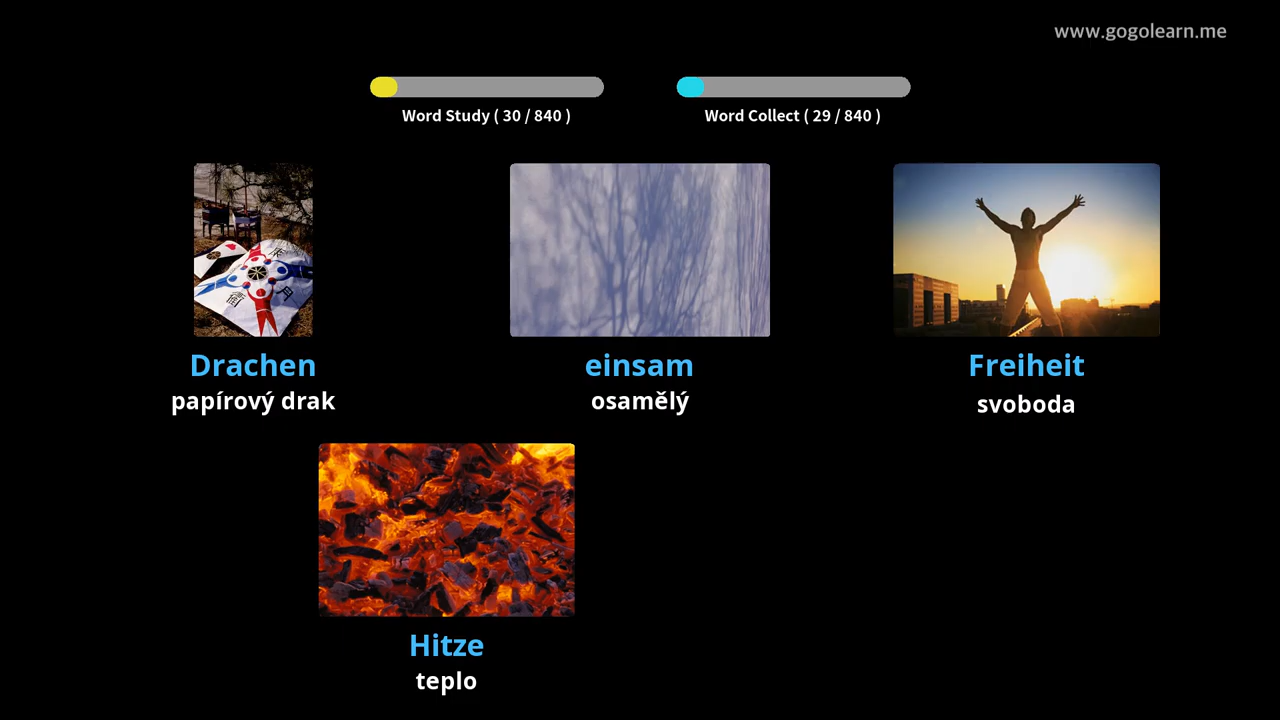 www.gogolearn.me
Word Study ( 30 / 840 )
Word Collect ( 29 / 840 )
Drachen
papírový drak
einsam
osamělý
Freiheit
svoboda
Hitze
teplo